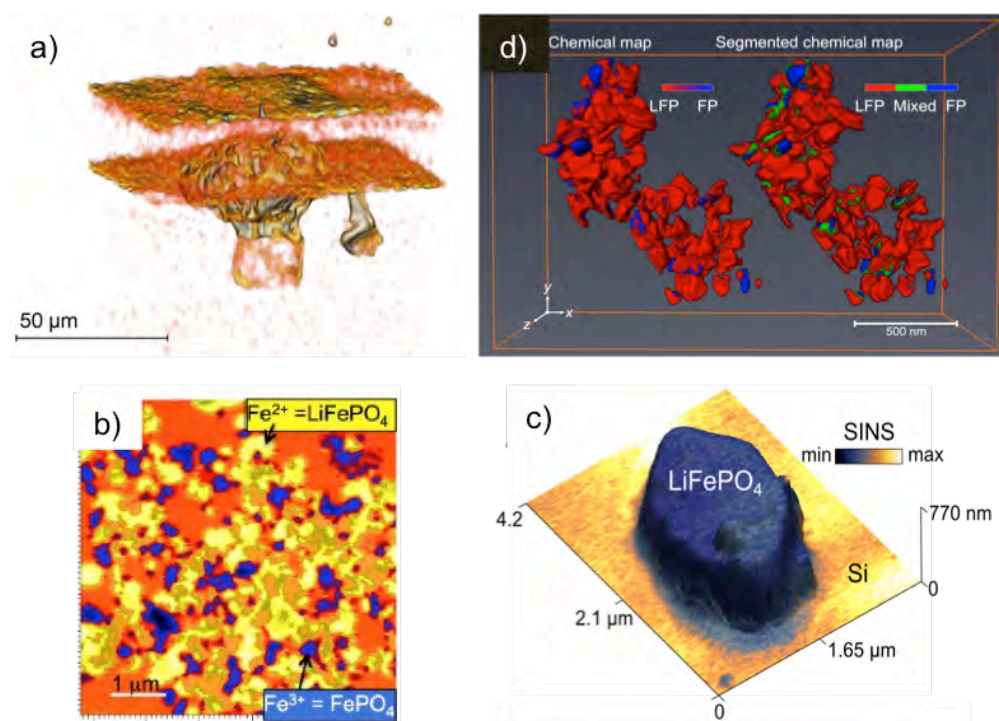 a)
50 µm
d)
Chemical map
Segmented chemical map
LFP FP
LFP Mixed FP
y
z
x
500 nm
b)
Fe²⁺ =LiFePO₄
1 µm
Fe³⁺ = FePO₄
c)
SINS
min max
LiFePO₄
4.2
770 nm
Si
0
2.1 µm
1.65 µm
0